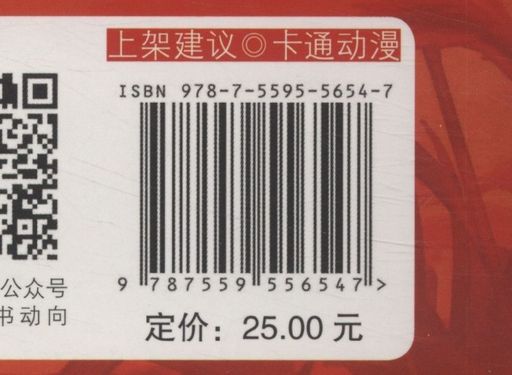 上架建议◎卡通动漫
ISBN 978-7-5595-5654-7
9 787559 556547 >
公众号
书动向
定价：25.00 元